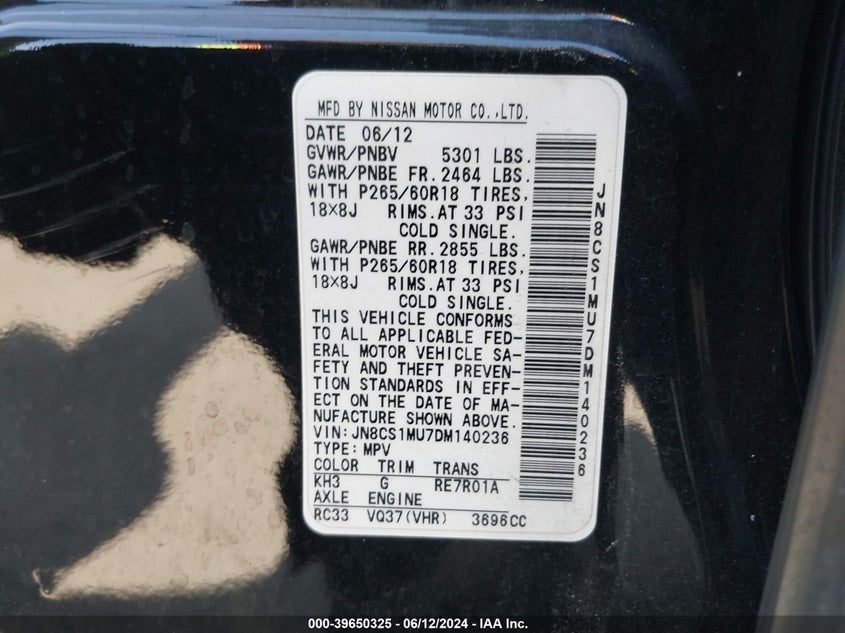 MFD BY NISSAN MOTOR CO.,LTD.
DATE 06/12
GVWR/PNBV 5301 LBS.
GAWR/PNBE FR. 2464 LBS.
WITH P265/60R18 TIRES,
18×8J RIMS.AT 33 PSI
COLD SINGLE.
GAWR/PNBE RR. 2855 LBS.
WITH P265/60R18 TIRES,
18×8J RIMS.AT 33 PSI
COLD SINGLE.
THIS VEHICLE CONFORMS
TO ALL APPLICABLE FED-
ERAL MOTOR VEHICLE SA-
FETY AND THEFT PREVEN-
TION STANDARDS IN EFF-
ECT ON THE DATE OF MA-
NUFACTURE SHOWN ABOVE.
VIN:JN8CS1MU7DM140236
TYPE:MPV
COLOR TRIM TRANS
KH3 G RE7R01A
AXLE ENGINE
RC33 VQ37(VHR) 3696CC
JN8CS1MU7DM140236
000-39650325 - 06/12/2024 - IAA Inc.